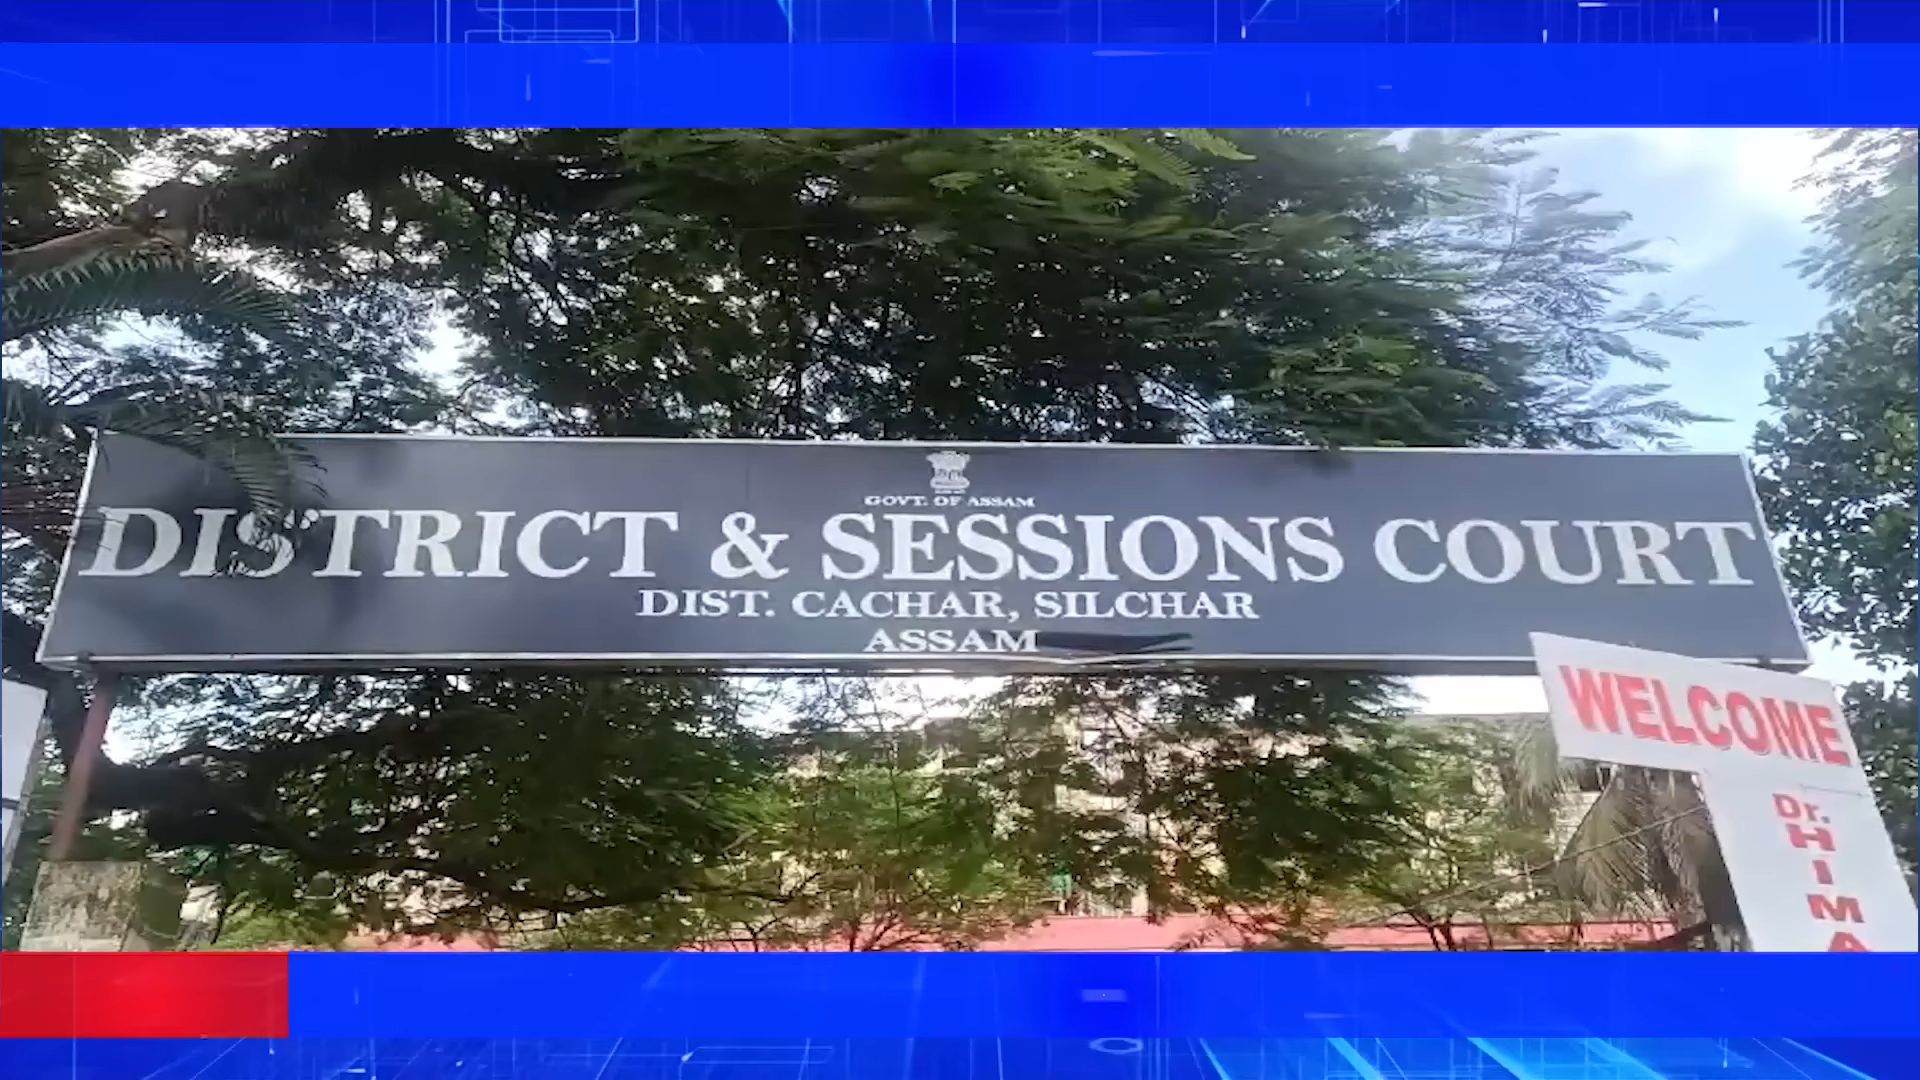 GOVT. OF ASSAM
DISTRICT & SESSIONS COURT
DIST. CACHAR, SILCHAR
ASSAM
WELCOME
Dr.
HIMA